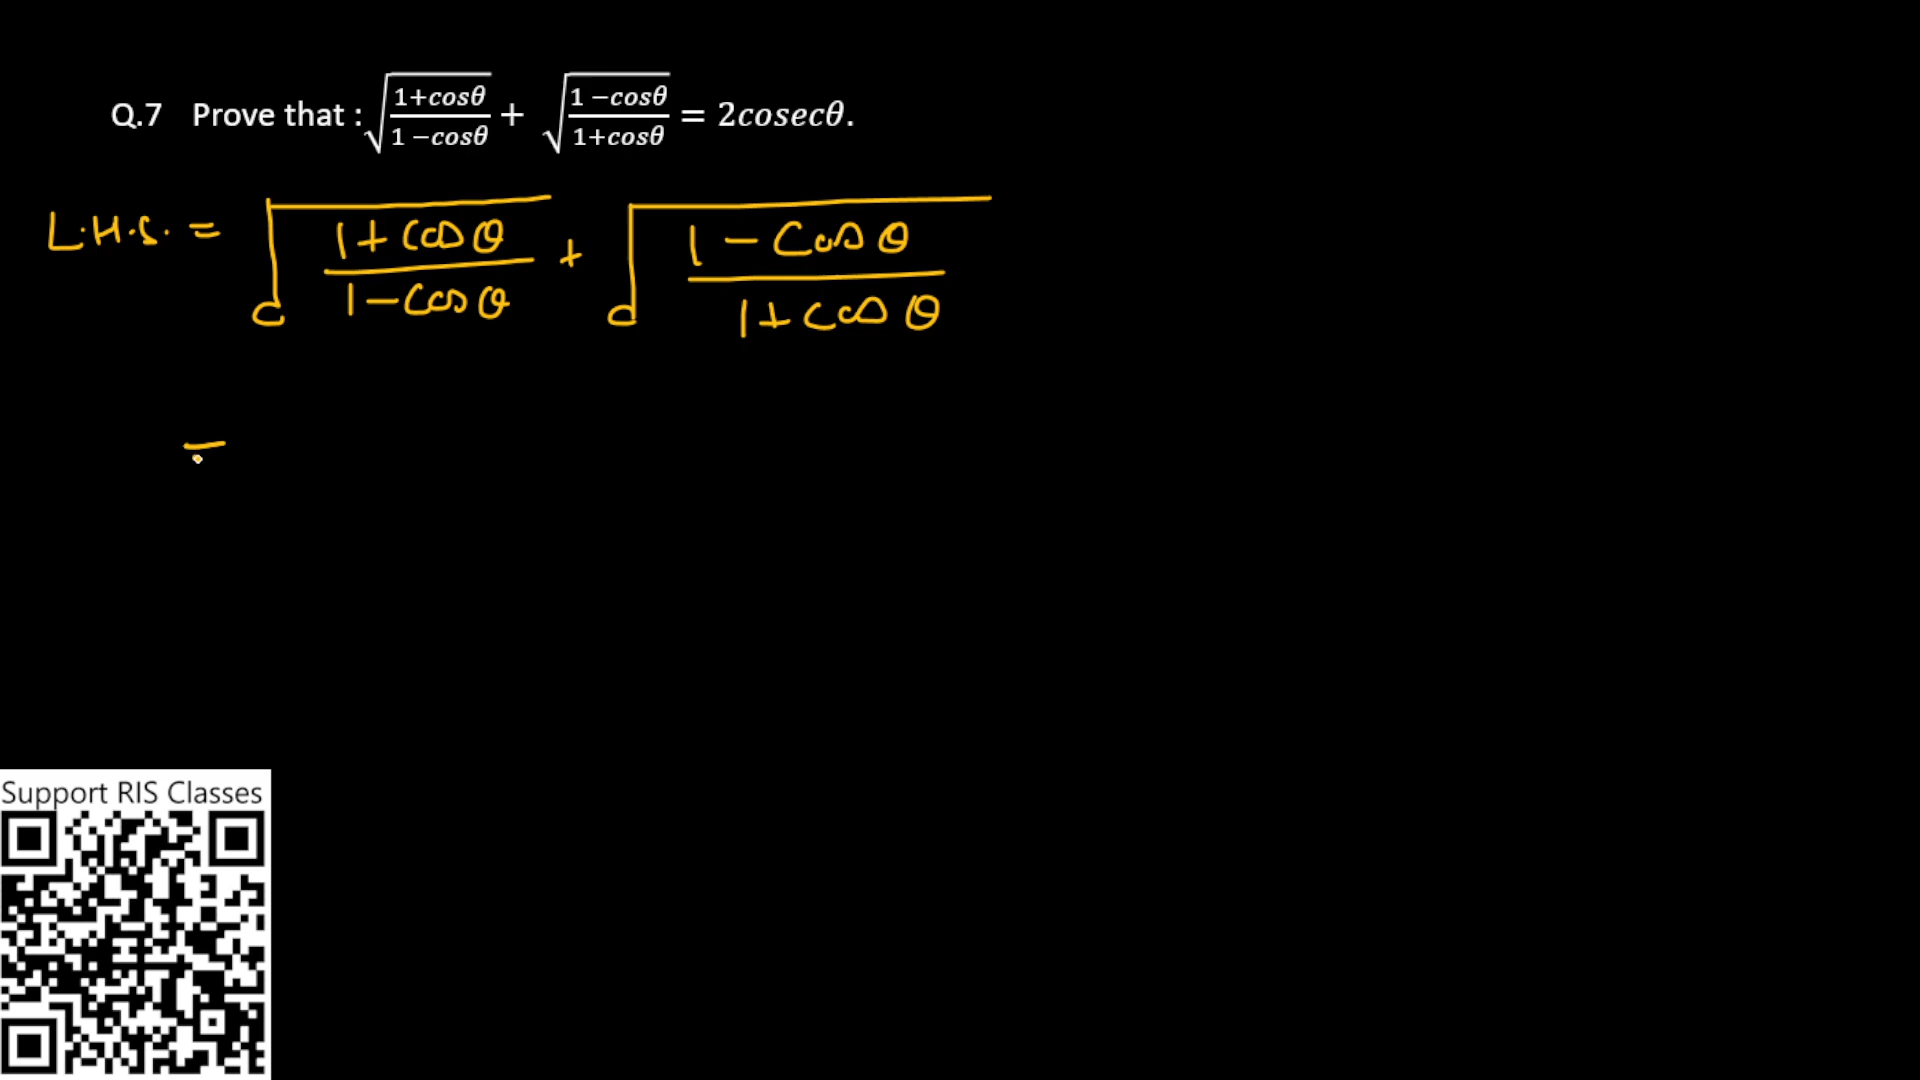 Q.7 Prove that : √((1+cosθ)/(1−cosθ)) + √((1−cosθ)/(1+cosθ)) = 2cosecθ.
L.H.S. = √((1+Cosθ)/(1−Cosθ)) + √((1−Cosθ)/(1+Cosθ))
=
Support RIS Classes